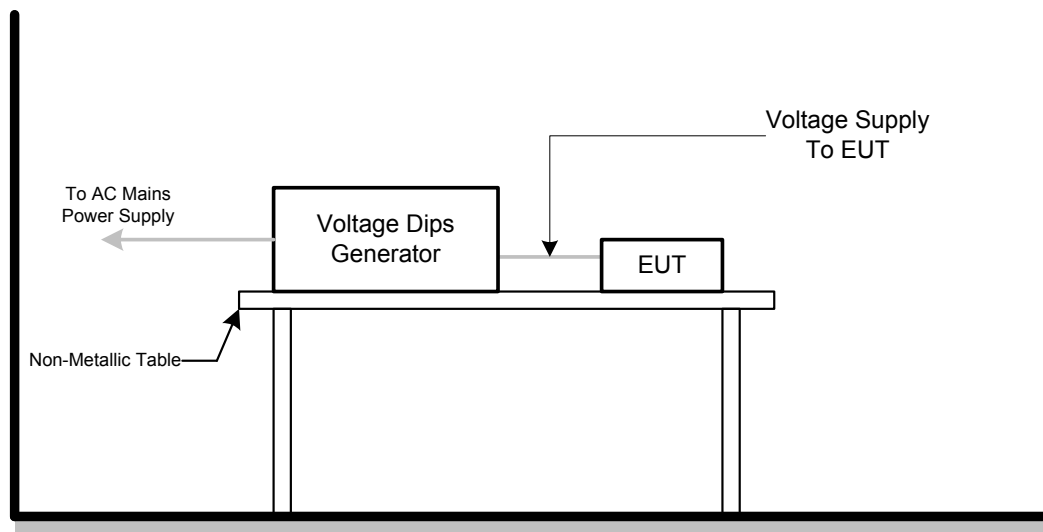 Voltage Supply
To EUT
To AC Mains
Power Supply
Voltage Dips
Generator
EUT
Non-Metallic Table